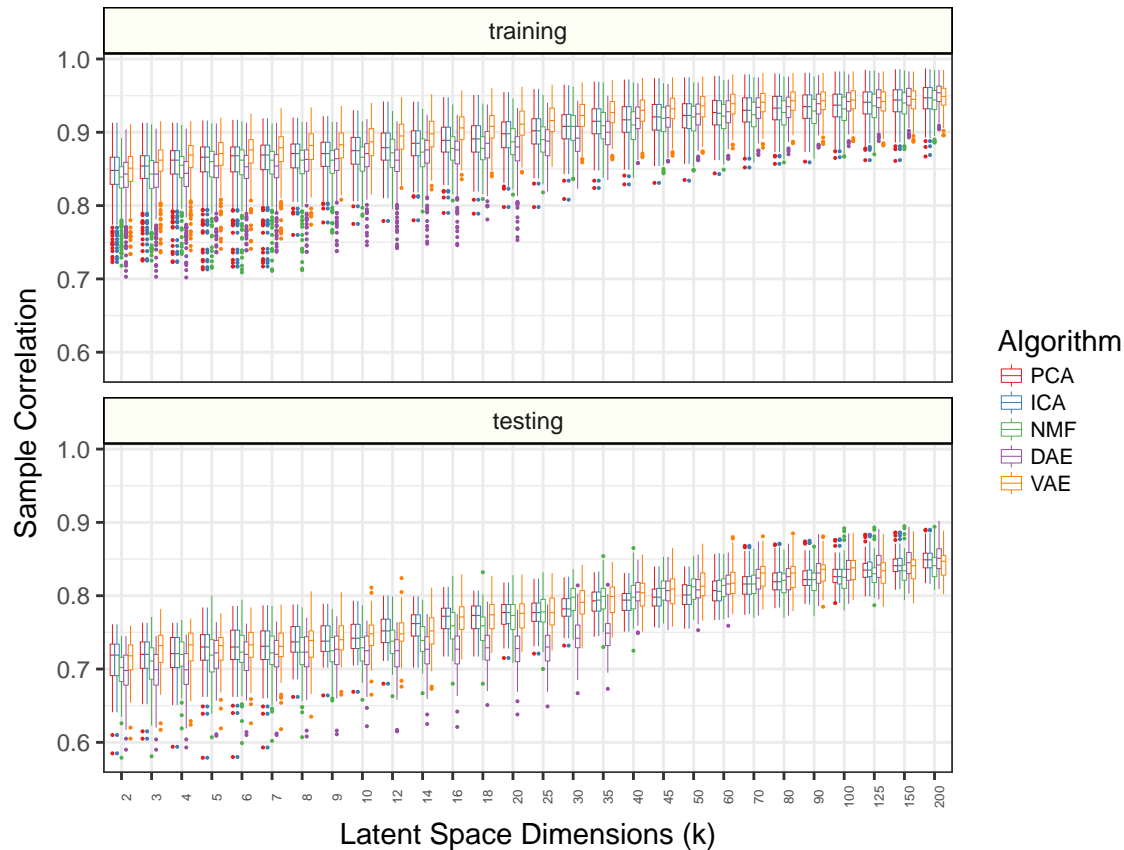 training
1.0
0.9
0.8
0.7
0.6
Sample Correlation
testing
1.0
0.9
0.8
0.7
0.6
2 3 4 5 6 7 8 9 10 12 14 16 18 20 25 30 35 40 45 50 60 70 80 90 100 125 150 200
Latent Space Dimensions (k)
Algorithm
PCA
ICA
NMF
DAE
VAE